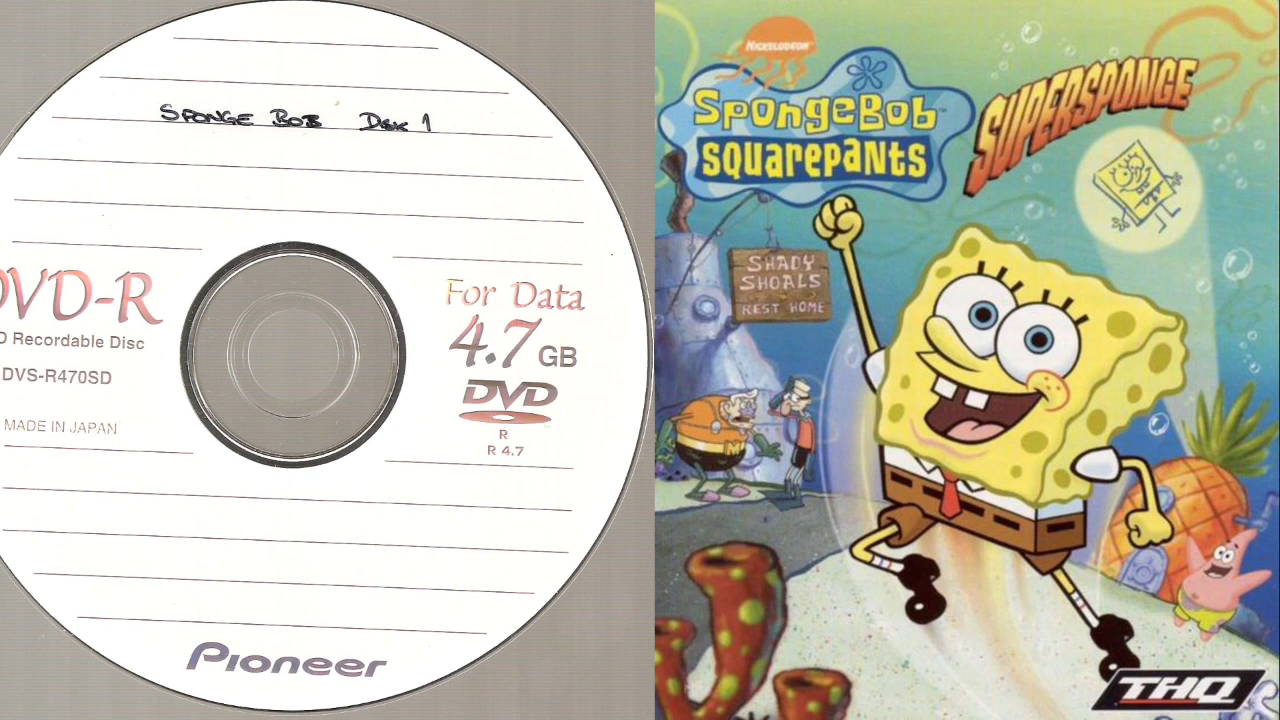 SPONGE BOB Disk 1
DVD-R
D Recordable Disc
DVS-R470SD
MADE IN JAPAN
For Data
4.7 GB
DVD
R
R 4.7
Pioneer
NICKELODEON
SpongeBob
SQUAREPANTS
SUPERSPONGE
SHADY
SHOALS
REST HOME
M
THQ